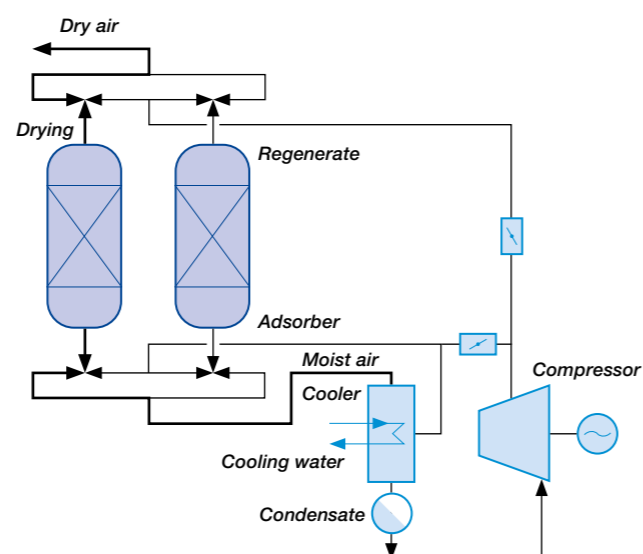 Dry air
Drying
Regenerate
Adsorber
Moist air
Compressor
Cooler
Cooling water
Condensate